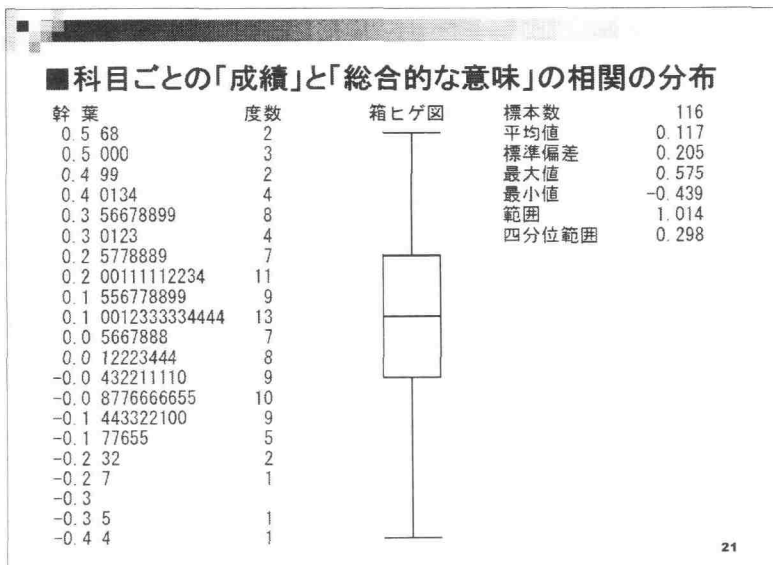 ■科目ごとの「成績」と「総合的な意味」の相関の分布
幹 葉 度数 箱ヒゲ図 標本数 116
0.5 68 2 平均値 0.117
0.5 000 3 標準偏差 0.205
0.4 99 2 最大値 0.575
0.4 0134 4 最小値 -0.439
0.3 56678899 8 範囲 1.014
0.3 0123 4 四分位範囲 0.298
0.2 5778889 7
0.2 00111112234 11
0.1 556778899 9
0.1 0012333334444 13
0.0 5667888 7
0.0 12223444 8
-0.0 432211110 9
-0.0 8776666655 10
-0.1 443322100 9
-0.1 77655 5
-0.2 32 2
-0.2 7 1
-0.3
-0.3 5 1
-0.4 4 1
21